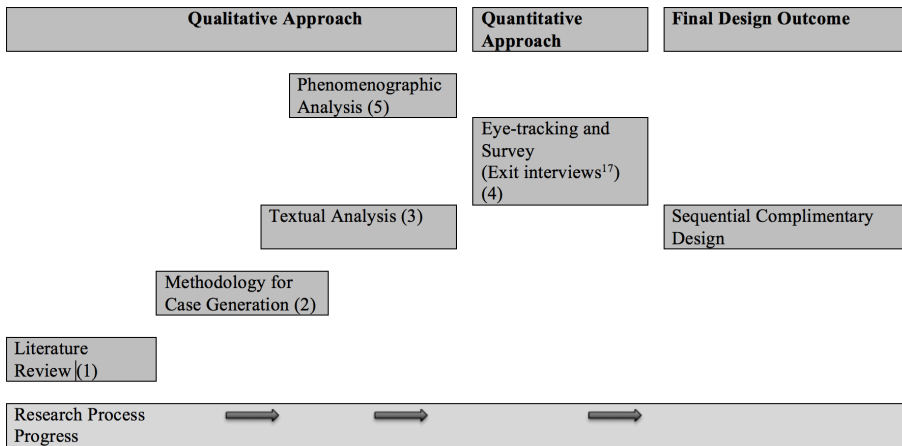 Qualitative Approach
Quantitative
Approach
Final Design Outcome
Phenomenographic
Analysis (5)
Eye-tracking and
Survey
(Exit interviews¹⁷)
(4)
Textual Analysis (3)
Sequential Complimentary
Design
Methodology for
Case Generation (2)
Literature
Review (1)
Research Process
Progress